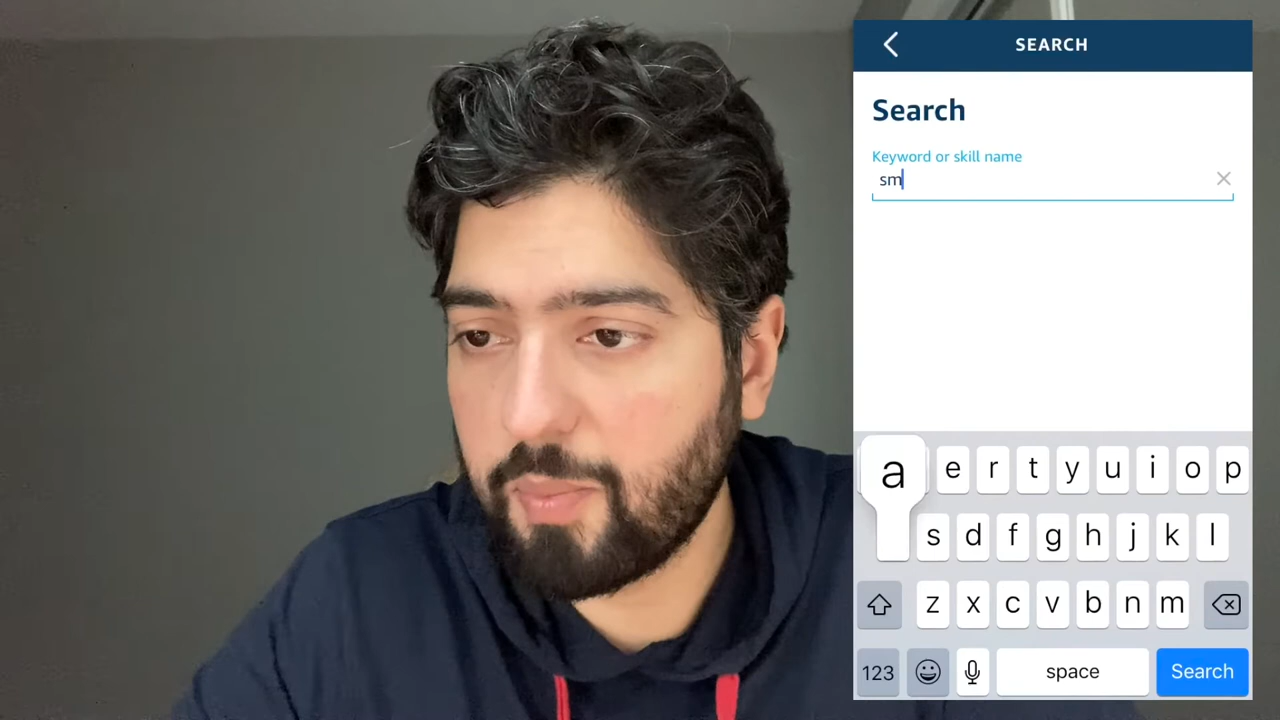 SEARCH
Search
Keyword or skill name
sm
a e r t y u i o p
s d f g h j k l
z x c v b n m
123 space Search